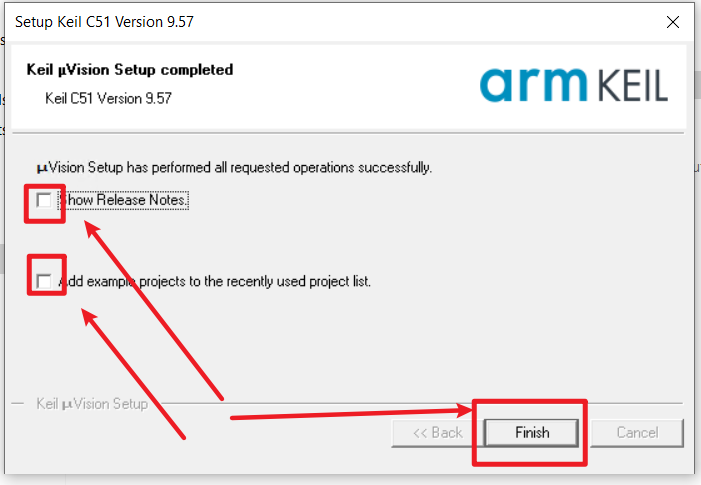 Setup Keil C51 Version 9.57
Keil µVision Setup completed
Keil C51 Version 9.57
arm KEIL
µVision Setup has performed all requested operations successfully.
Show Release Notes.
Add example projects to the recently used project list.
Keil µVision Setup
<< Back
Finish
Cancel